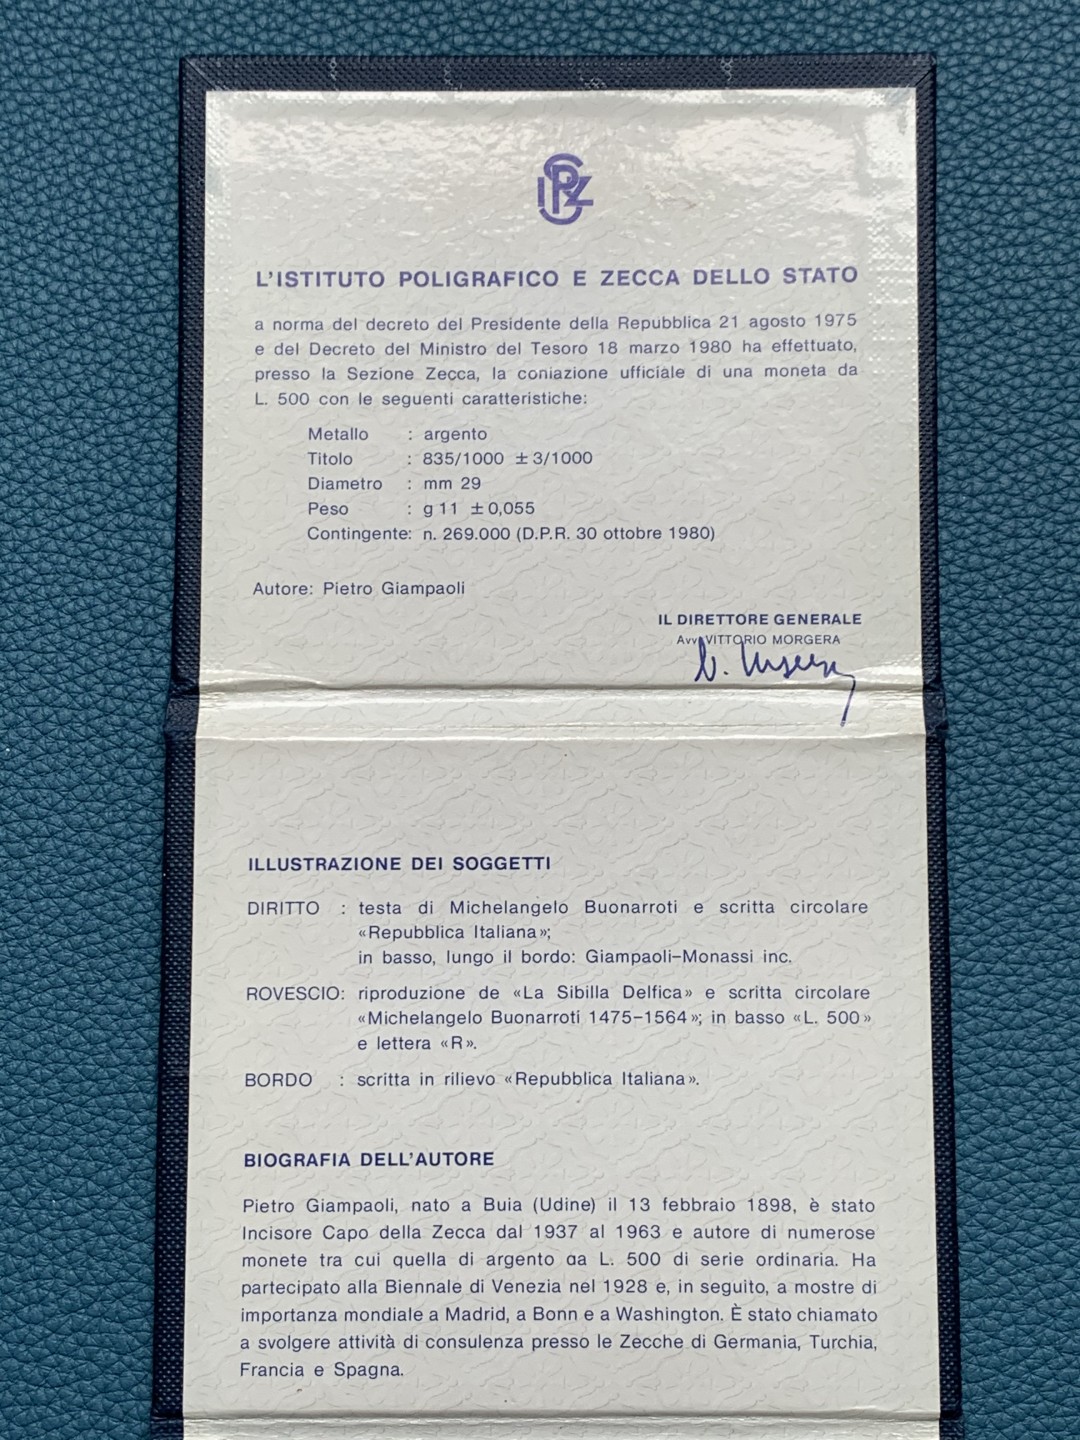 IPSZ
L'ISTITUTO POLIGRAFICO E ZECCA DELLO STATO
a norma del decreto del Presidente della Repubblica 21 agosto 1975
e del Decreto del Ministro del Tesoro 18 marzo 1980 ha effettuato,
presso la Sezione Zecca, la coniazione ufficiale di una moneta da
L. 500 con le seguenti caratteristiche:
Metallo : argento
Titolo : 835/1000 ±3/1000
Diametro : mm 29
Peso : g 11 ±0,055
Contingente: n. 269.000 (D.P.R. 30 ottobre 1980)
Autore: Pietro Giampaoli
IL DIRETTORE GENERALE
Avv. VITTORIO MORGERA
ILLUSTRAZIONE DEI SOGGETTI
DIRITTO : testa di Michelangelo Buonarroti e scritta circolare
«Repubblica Italiana»;
in basso, lungo il bordo: Giampaoli–Monassi inc.
ROVESCIO: riproduzione de «La Sibilla Delfica» e scritta circolare
«Michelangelo Buonarroti 1475–1564»; in basso «L. 500»
e lettera «R».
BORDO : scritta in rilievo «Repubblica Italiana».
BIOGRAFIA DELL'AUTORE
Pietro Giampaoli, nato a Buia (Udine) il 13 febbraio 1898, è stato
Incisore Capo della Zecca dal 1937 al 1963 e autore di numerose
monete tra cui quella di argento da L. 500 di serie ordinaria. Ha
partecipato alla Biennale di Venezia nel 1928 e, in seguito, a mostre di
importanza mondiale a Madrid, a Bonn e a Washington. È stato chiamato
a svolgere attività di consulenza presso le Zecche di Germania, Turchia,
Francia e Spagna.